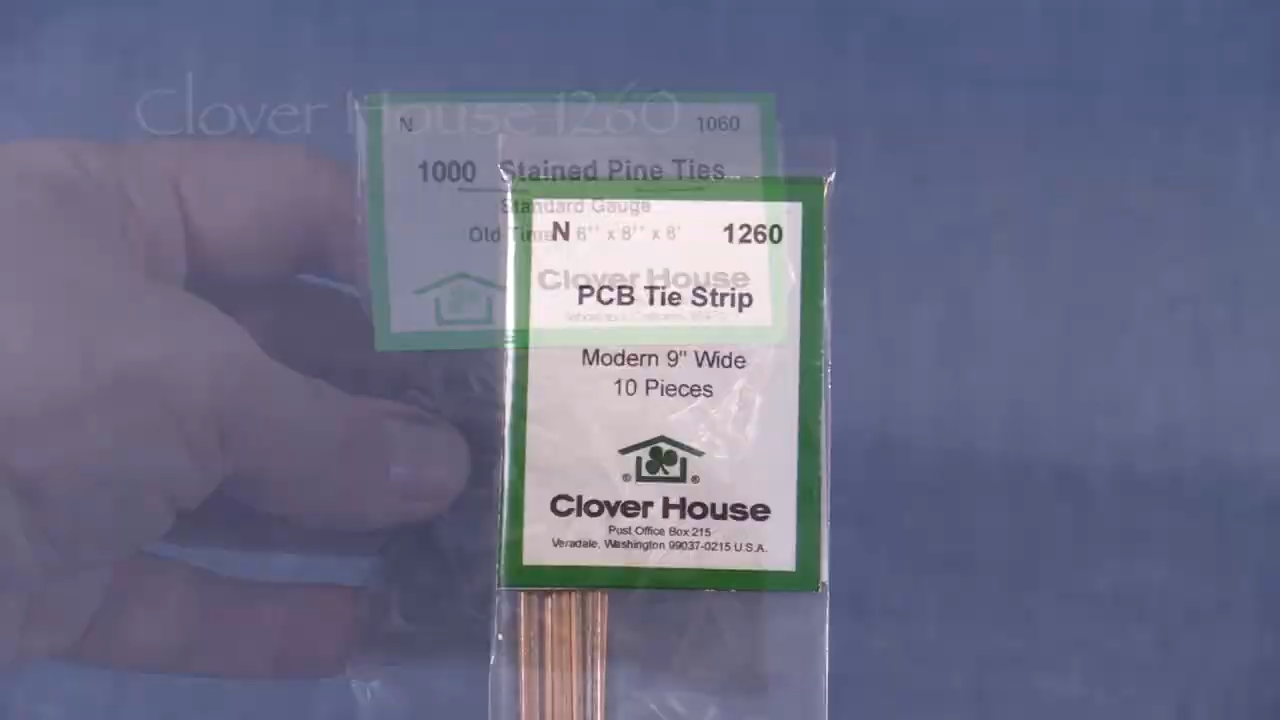 Clover House 1260
N 1060
1000 Stained Pine Ties
Standard Gauge
Old Time 6" x 8" x 8'
Clover House
N 1260
PCB Tie Strip
Modern 9" Wide
10 Pieces
® ®
Clover House
Post Office Box 215
Veradale, Washington 99037-0215 U.S.A.